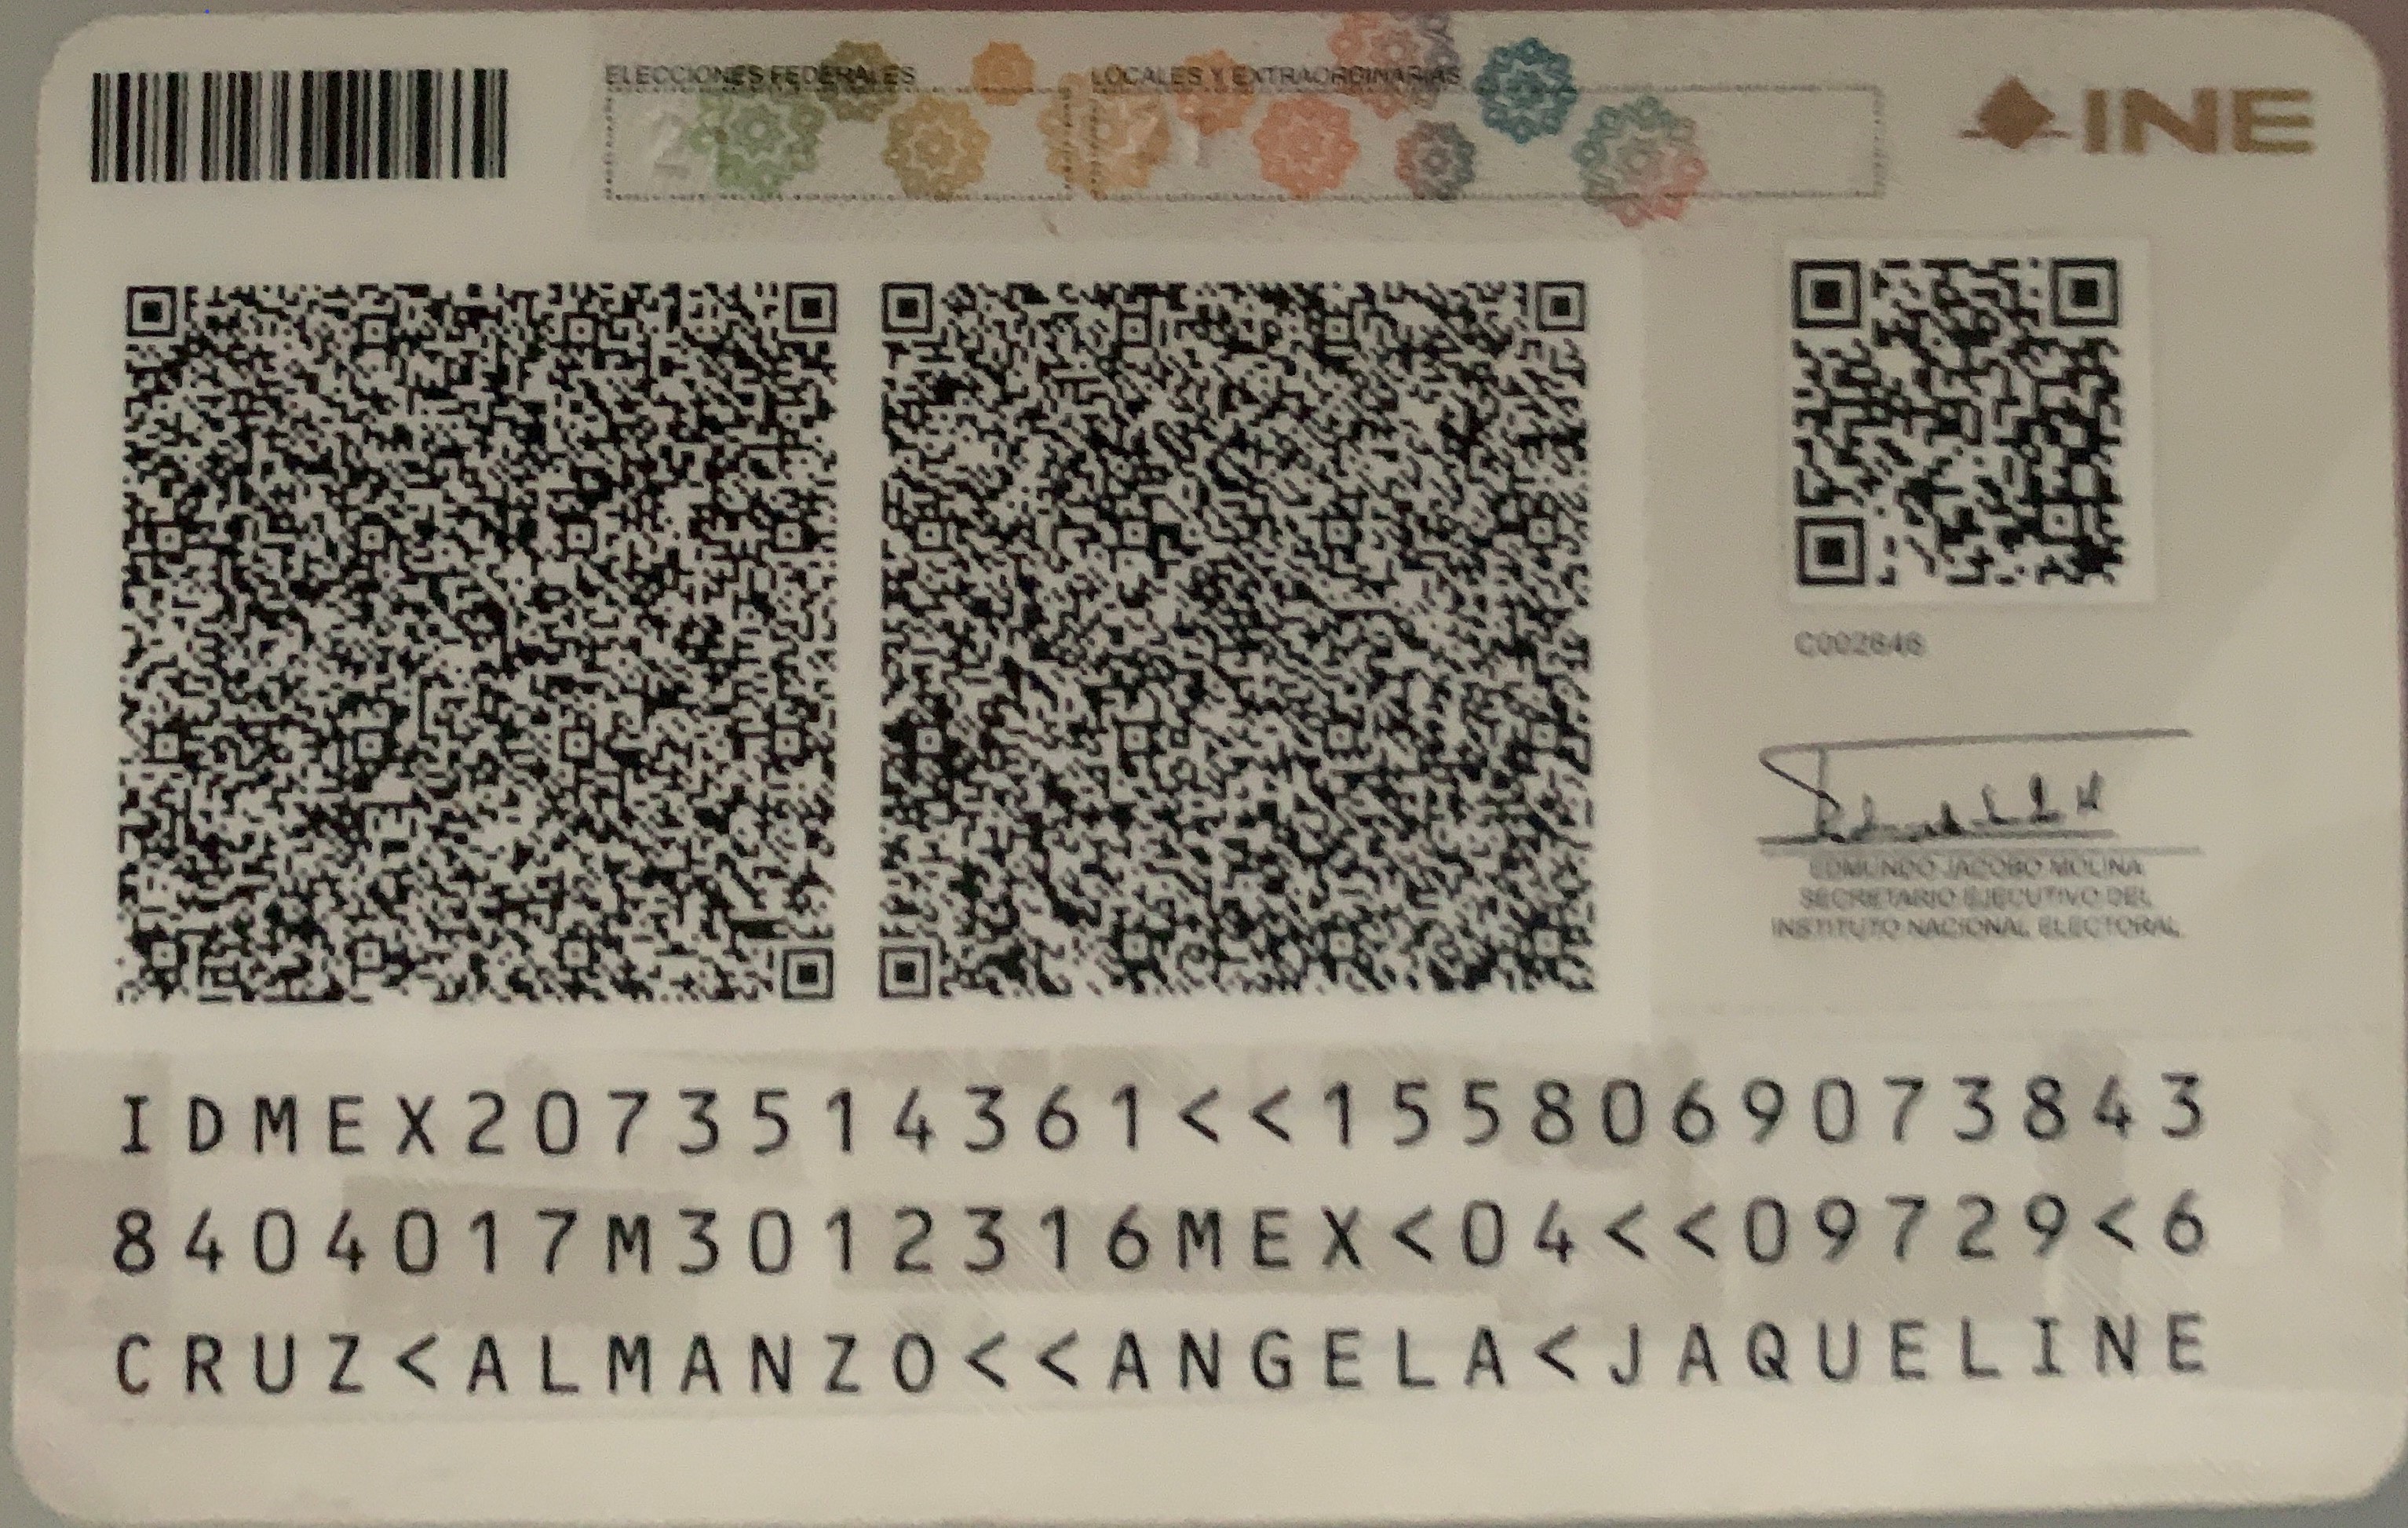 ELECCIONES FEDERALES
LOCALES Y EXTRAORDINARIAS
INE
C002646
EDMUNDO JACOBO MOLINA
SECRETARIO EJECUTIVO DEL
INSTITUTO NACIONAL ELECTORAL
IDMEX2073514361<<1558069073843
8404017M3012316MEX<04<<09729<6
CRUZ<ALMANZO<<ANGELA<JAQUELINE